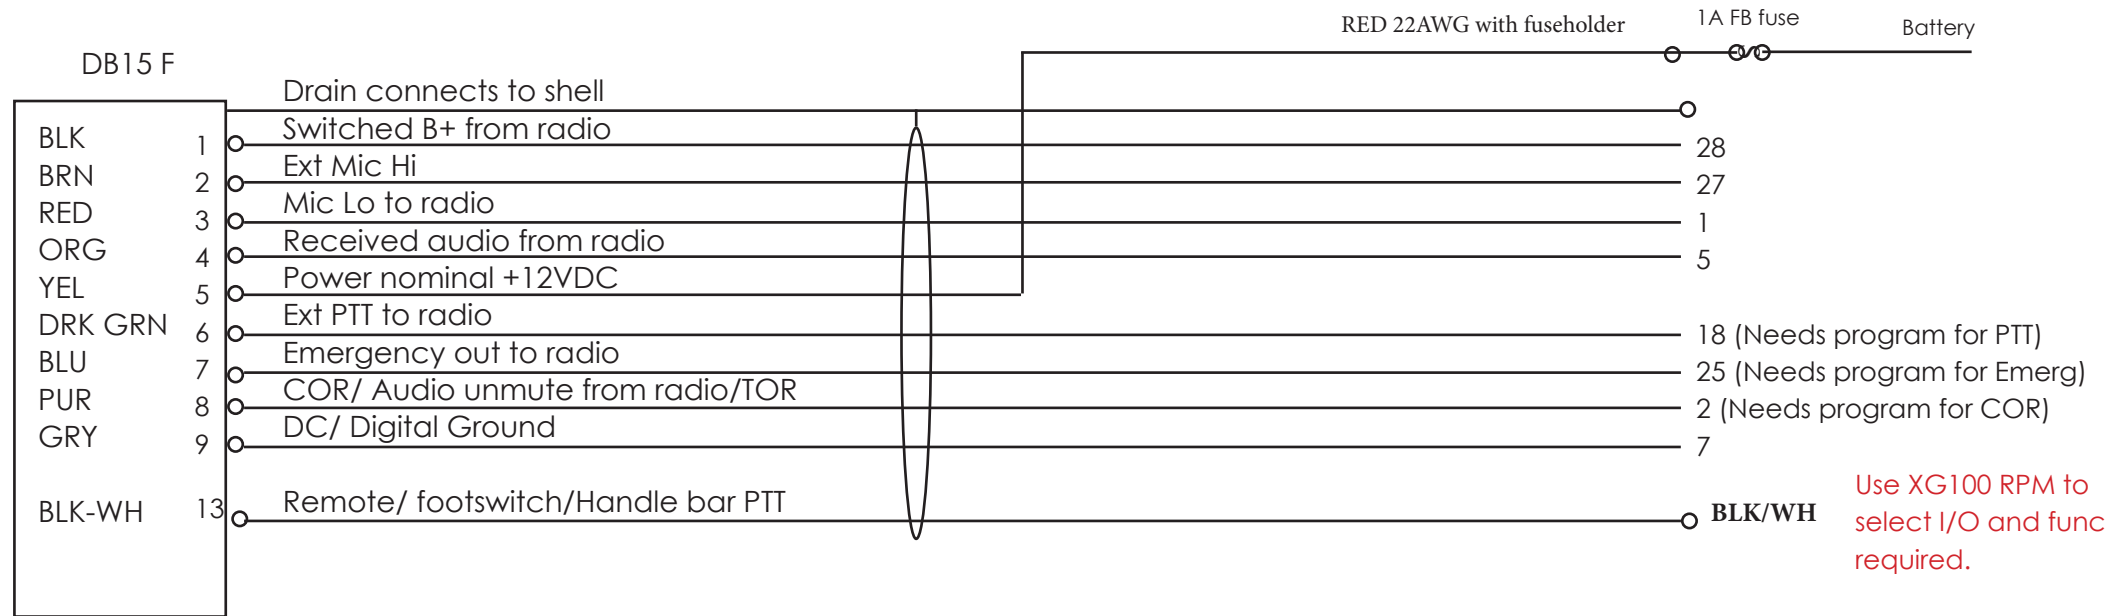 RED 22AWG with fuseholder 1A FB fuse Battery
DB15 F
Drain connects to shell
BLK 1 Switched B+ from radio 28
BRN 2 Ext Mic Hi 27
RED 3 Mic Lo to radio 1
ORG 4 Received audio from radio 5
YEL 5 Power nominal +12VDC
DRK GRN 6 Ext PTT to radio 18 (Needs program for PTT)
BLU 7 Emergency out to radio 25 (Needs program for Emerg)
PUR 8 COR/ Audio unmute from radio/TOR 2 (Needs program for COR)
GRY 9 DC/ Digital Ground 7
BLK-WH 13 Remote/ footswitch/Handle bar PTT BLK/WH
Use XG100 RPM to
select I/O and func
required.